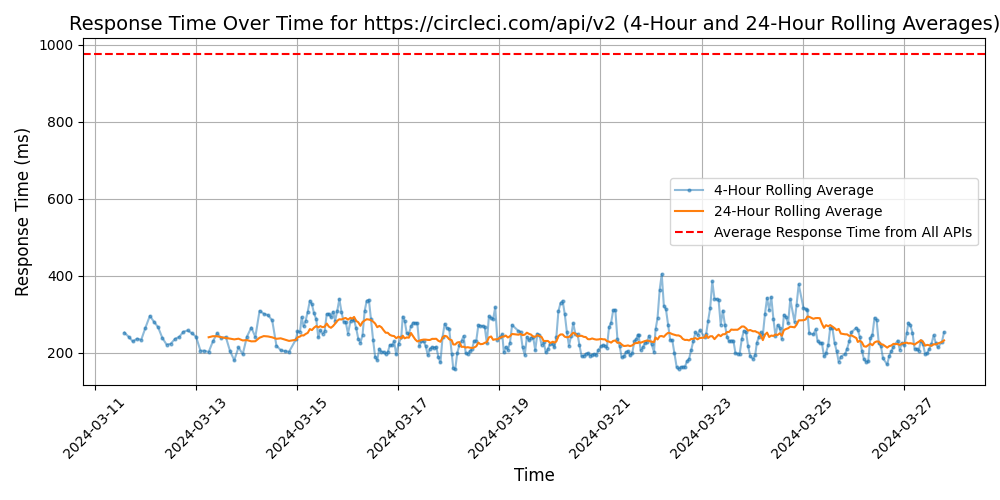 Response Time Over Time for https://circleci.com/api/v2 (4-Hour and 24-Hour Rolling Averages)
Response Time (ms)
1000
800
600
400
200
4-Hour Rolling Average
24-Hour Rolling Average
Average Response Time from All APIs
2024-03-11
2024-03-13
2024-03-15
2024-03-17
2024-03-19
2024-03-21
2024-03-23
2024-03-25
2024-03-27
Time